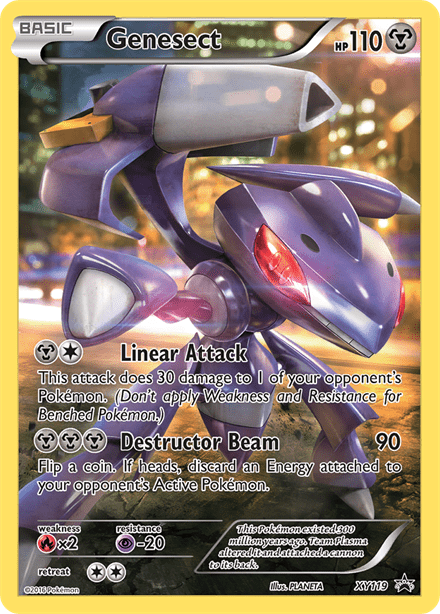 BASIC
Genesect
HP110
Linear Attack
This attack does 30 damage to 1 of your opponent's
Pokémon. (Don't apply Weakness and Resistance for
Benched Pokémon.)
Destructor Beam 90
Flip a coin. If heads, discard an Energy attached to
your opponent's Active Pokémon.
weakness resistance
×2 -20
retreat
This Pokémon existed 300
million years ago. Team Plasma
altered it and attached a cannon
to its back.
©2016 Pokémon Illus. PLANETA XY119
PROMO